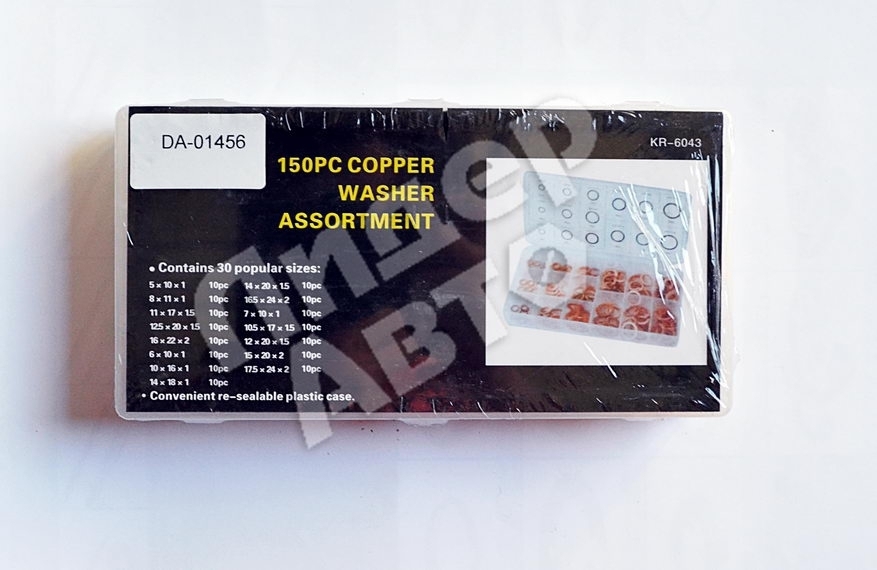 DA-01456
KR-6043
150PC COPPER
WASHER
ASSORTMENT
• Contains 30 popular sizes:
5 × 10 × 1 10pc 14 × 20 × 1.5 10pc
8 × 11 × 1 10pc 16.5 × 24 × 2 10pc
11 × 17 × 1.5 10pc 7 × 10 × 1 10pc
12.5 × 20 × 1.5 10pc 10.5 × 17 × 1.5 10pc
16 × 22 × 2 10pc 12 × 20 × 1.5 10pc
6 × 10 × 1 10pc 15 × 20 × 2 10pc
10 × 16 × 1 10pc 17.5 × 24 × 2 10pc
14 × 18 × 1 10pc
• Convenient re-sealable plastic case.
Лидер
АВТО